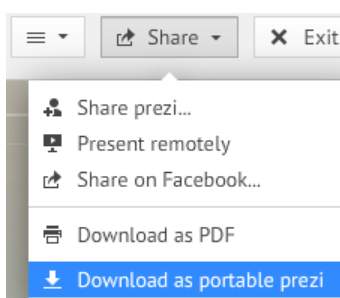 Share Exit
Share prezi...
Present remotely
Share on Facebook...
Download as PDF
Download as portable prezi